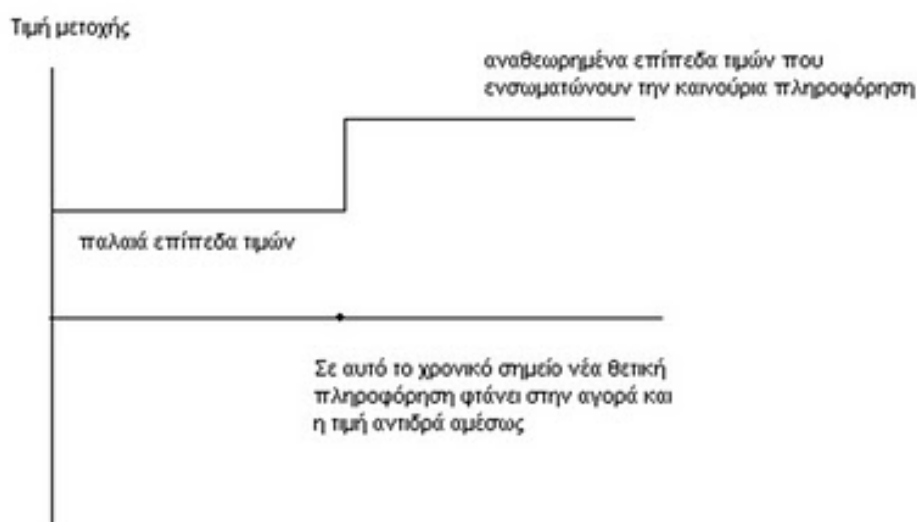 Τιμή μετοχής
αναθεωρημένα επίπεδα τιμών που
ενσωματώνουν την καινούρια πληροφόρηση
παλαιά επίπεδα τιμών
Σε αυτό το χρονικό σημείο νέα θετική
πληροφόρηση φτάνει στην αγορά και
η τιμή αντιδρά αμέσως